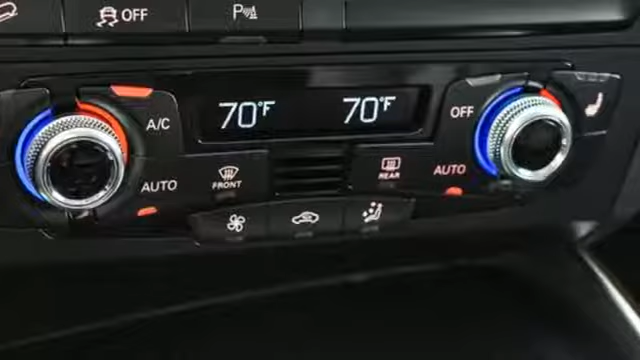 OFF
P
70°F 70°F
A/C
OFF
AUTO
FRONT
REAR
AUTO